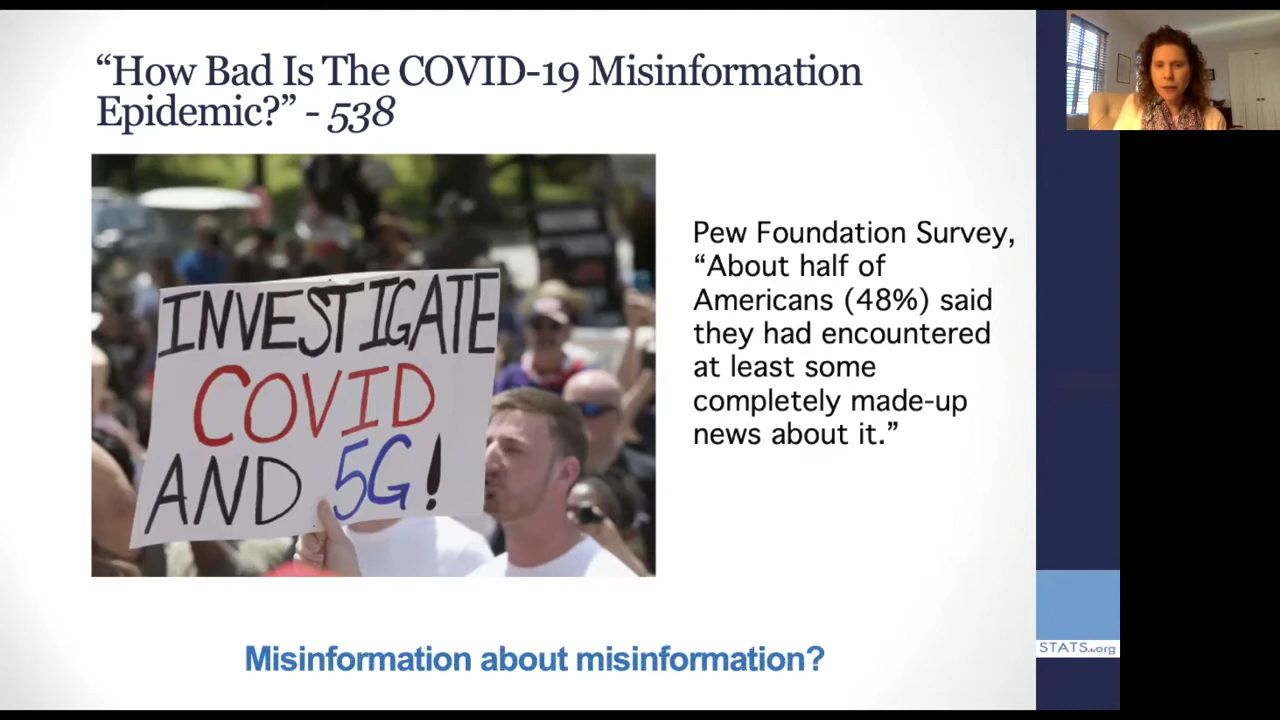 “How Bad Is The COVID-19 Misinformation
Epidemic?” - 538
INVESTIGATE
COVID
AND 5G!
Pew Foundation Survey,
“About half of
Americans (48%) said
they had encountered
at least some
completely made-up
news about it.”
Misinformation about misinformation?
STATS.org